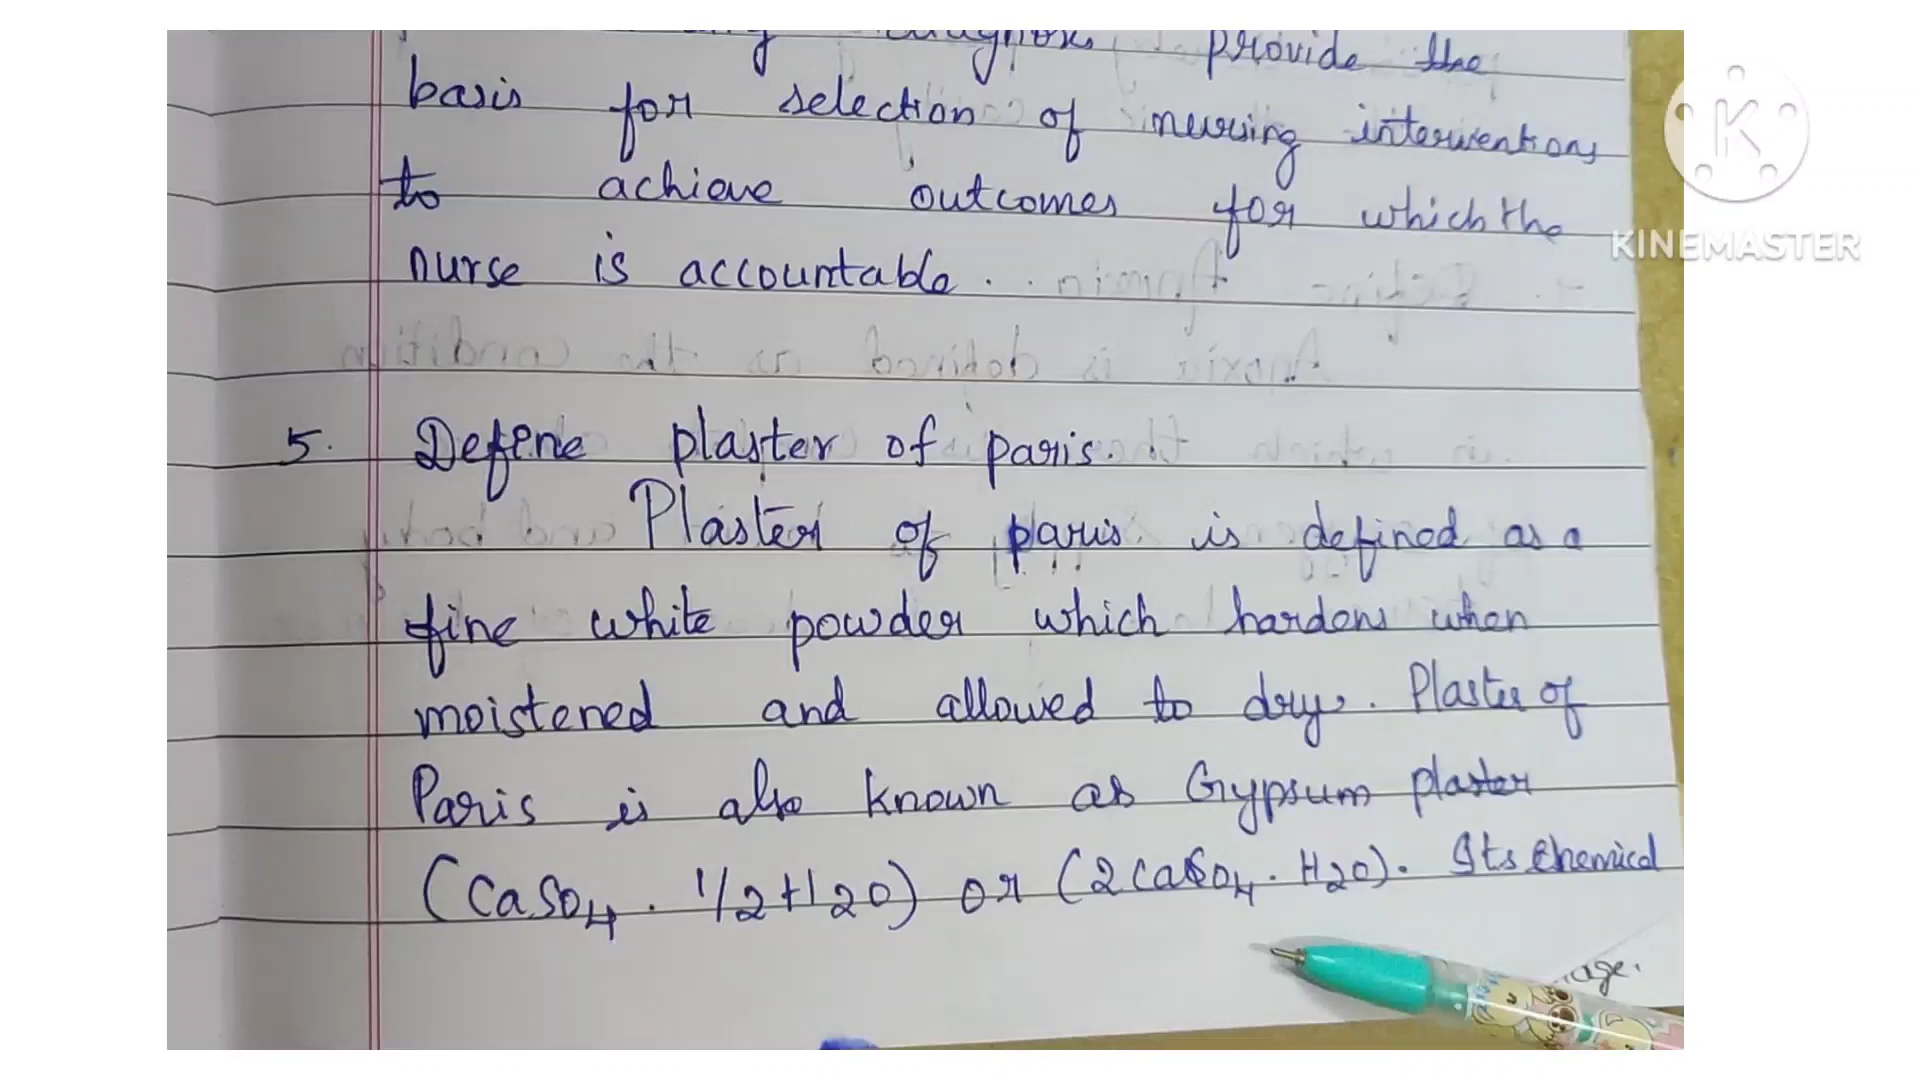 provide the
basis for selection of nursing interventions
to achieve outcomes for which the
nurse is accountable.
KINEMASTER
5. Define plaster of paris.
Plaster of paris is defined as a
fine white powder which hardens when
moistened and allowed to dry. Plaster of
Paris is also known as Gypsum plaster
(CaSO4 . 1/2 H2O) or (2CaSO4 . H2O). Its chemical